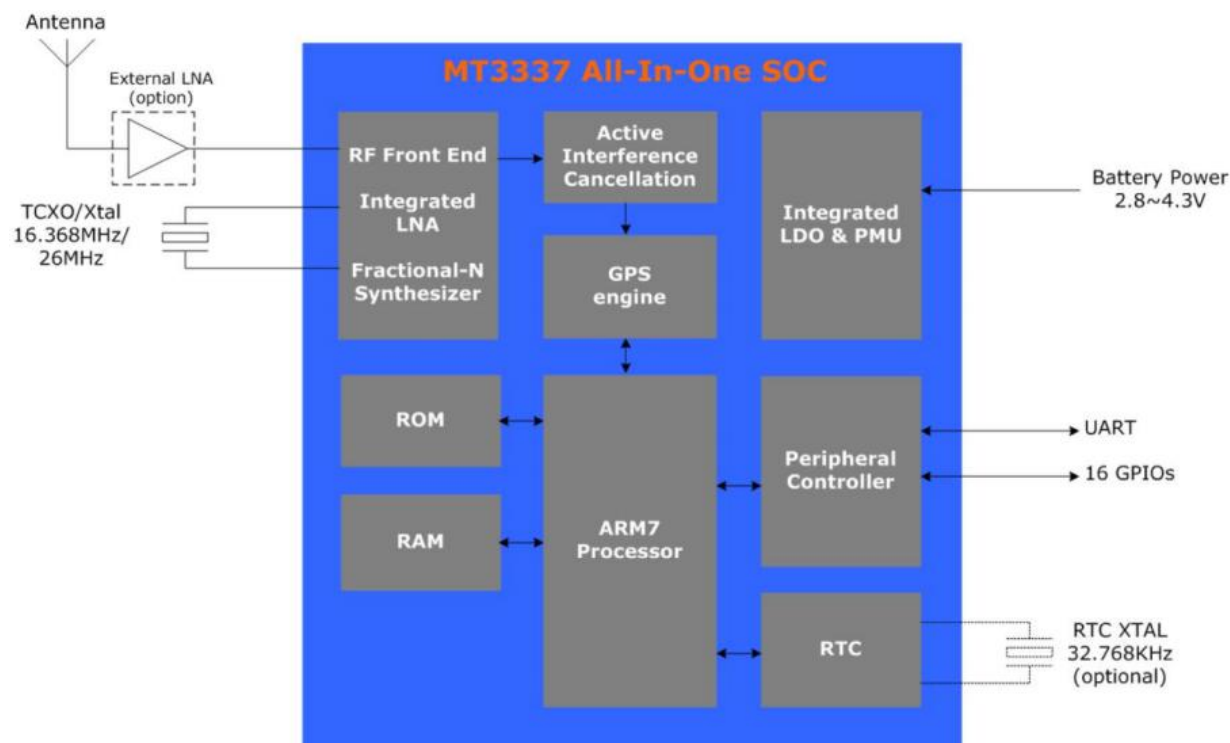 Antenna
External LNA
(option)
TCXO/Xtal
16.368MHz/
26MHz
MT3337 All-In-One SOC
RF Front End
Integrated
LNA
Fractional-N
Synthesizer
Active
Interference
Cancellation
GPS
engine
Integrated
LDO & PMU
Battery Power
2.8~4.3V
ROM
RAM
ARM7
Processor
Peripheral
Controller
UART
16 GPIOs
RTC
RTC XTAL
32.768KHz
(optional)